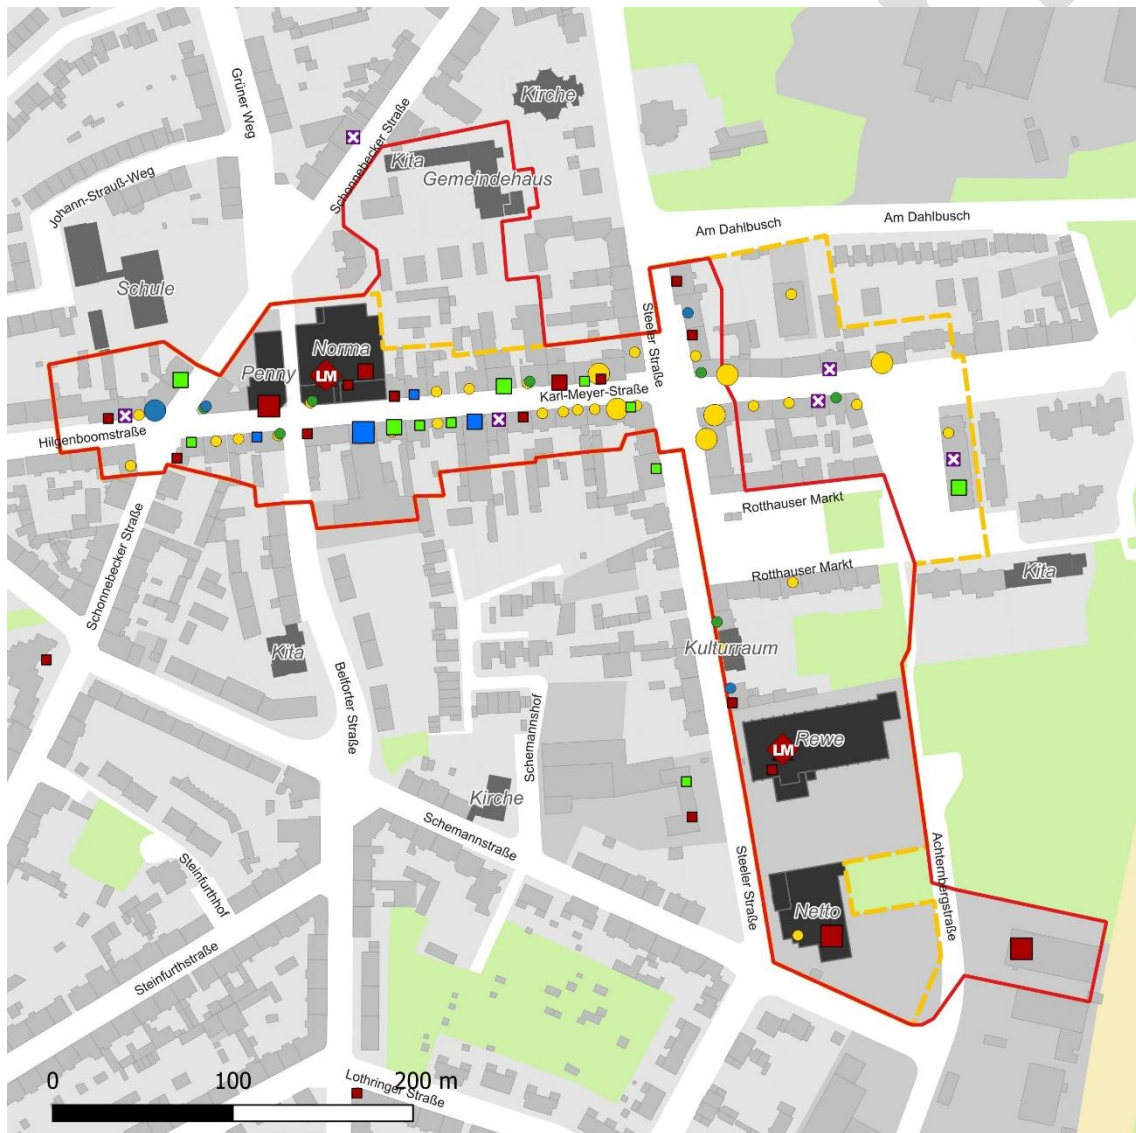 Grüner Weg
Schonnebecker Straße
Kirche
Kita
Gemeindehaus
Johann-Strauß-Weg
Am Dahlbusch
Am Dahlbusch
Schule
Steeler Straße
Norma
LM
Penny
Karl-Meyer-Straße
Hilgenboomstraße
Rotthauser Markt
Schonnebecker Straße
Rotthauser Markt
Kita
Kita
Kulturraum
Belforter Straße
Schemannshof
LM
Rewe
Kirche
Schemannstraße
Steinfurthhof
Steeler Straße
Achternbergstraße
Netto
Steinfurthstraße
Lothringer Straße
0 100 200 m